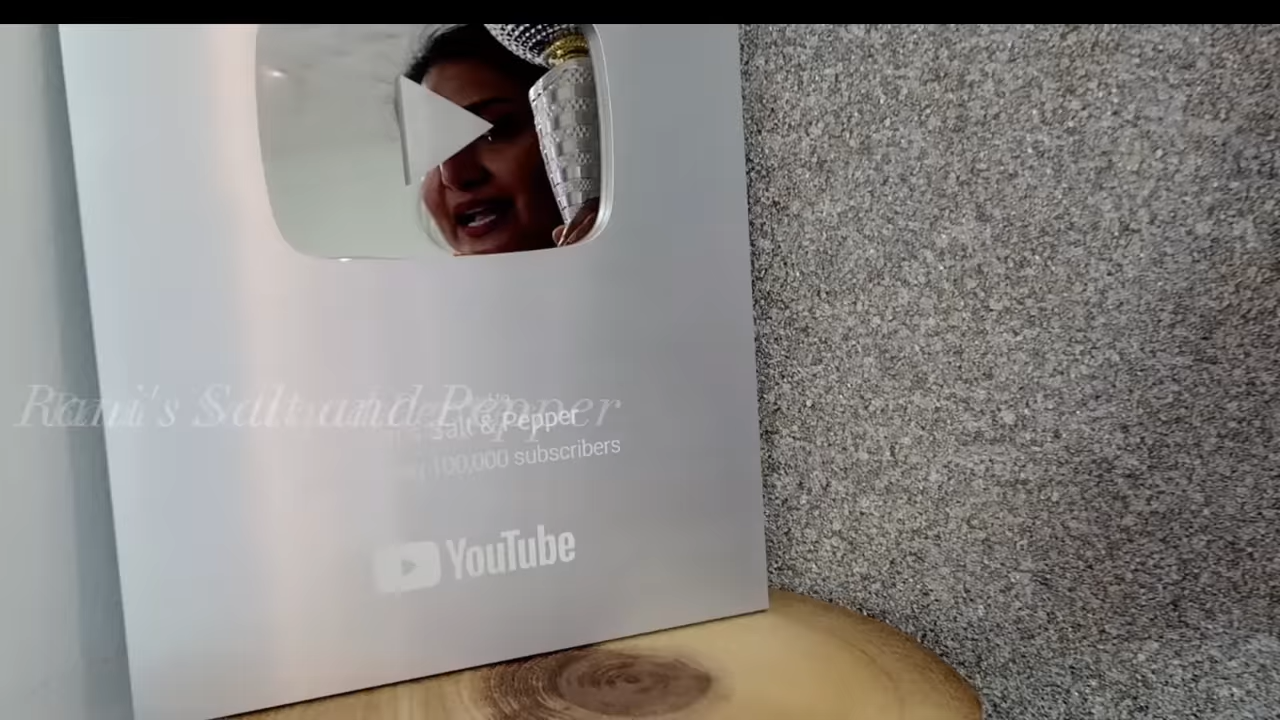 Rani's Salt and Pepper
Salt & Pepper
100,000 subscribers
YouTube